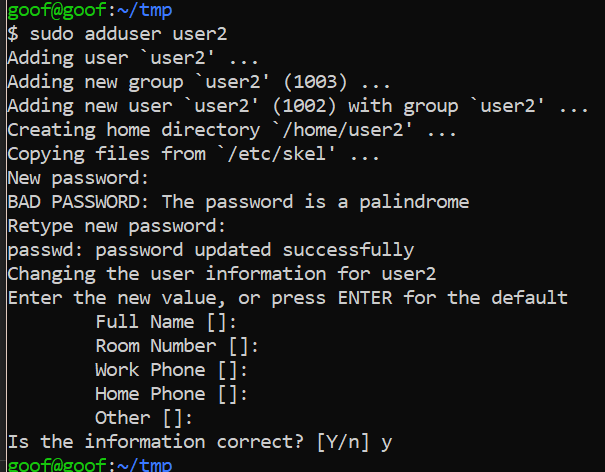 goof@goof:~/tmp
$ sudo adduser user2
Adding user `user2' ...
Adding new group `user2' (1003) ...
Adding new user `user2' (1002) with group `user2' ...
Creating home directory `/home/user2' ...
Copying files from `/etc/skel' ...
New password:
BAD PASSWORD: The password is a palindrome
Retype new password:
passwd: password updated successfully
Changing the user information for user2
Enter the new value, or press ENTER for the default
        Full Name []:
        Room Number []:
        Work Phone []:
        Home Phone []:
        Other []:
Is the information correct? [Y/n] y
goof@goof:~/tmp